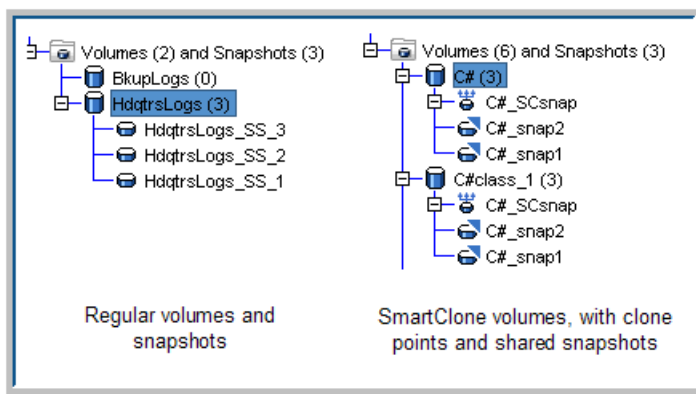 Volumes (2) and Snapshots (3)
BkupLogs (0)
HdqtrsLogs (3)
HdqtrsLogs_SS_3
HdqtrsLogs_SS_2
HdqtrsLogs_SS_1
Regular volumes and
snapshots
Volumes (6) and Snapshots (3)
C# (3)
C#_SCsnap
C#_snap2
C#_snap1
C#class_1 (3)
C#_SCsnap
C#_snap2
C#_snap1
SmartClone volumes, with clone
points and shared snapshots